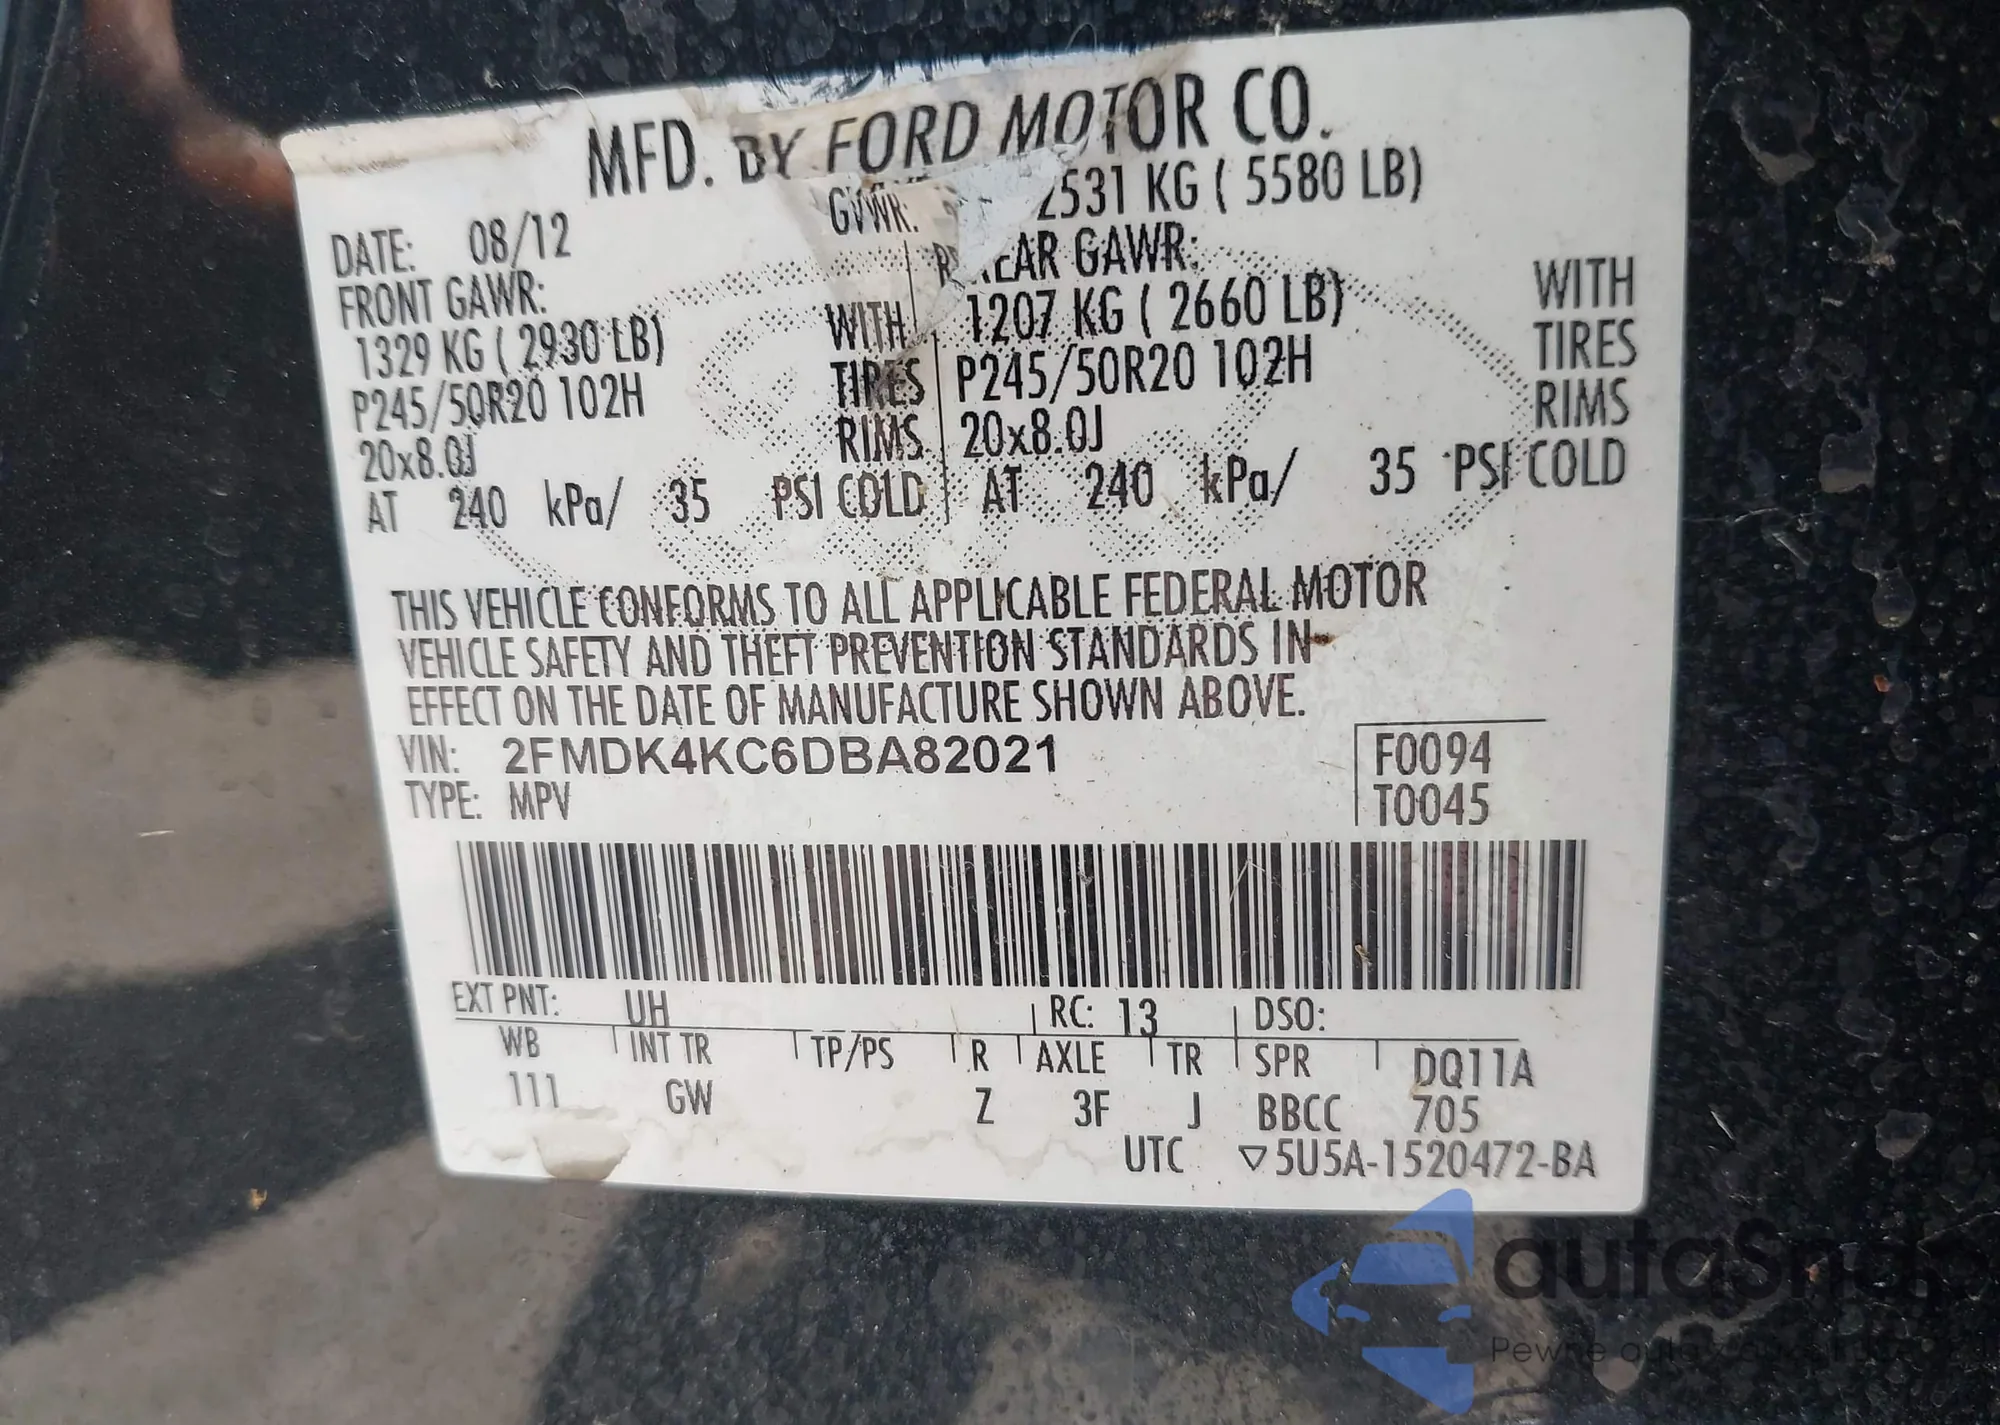 MFD. BY FORD MOTOR CO.
DATE: 08/12 GVWR: 2531 KG ( 5580 LB)
FRONT GAWR: REAR GAWR:
1329 KG ( 2930 LB) WITH 1207 KG ( 2660 LB) WITH
P245/50R20 102H TIRES P245/50R20 102H TIRES
20x8.0J RIMS 20x8.0J RIMS
AT 240 kPa/ 35 PSI COLD AT 240 kPa/ 35 PSI COLD
THIS VEHICLE CONFORMS TO ALL APPLICABLE FEDERAL MOTOR
VEHICLE SAFETY AND THEFT PREVENTION STANDARDS IN
EFFECT ON THE DATE OF MANUFACTURE SHOWN ABOVE.
VIN: 2FMDK4KC6DBA82021 F0094
TYPE: MPV T0045
EXT PNT: UH RC: 13 DSO:
WB INT TR TP/PS R AXLE TR SPR DQ11A
111 GW Z 3F J BBCC 705
UTC ▽5U5A-1520472-BA
autaSnap
Pewne auta z